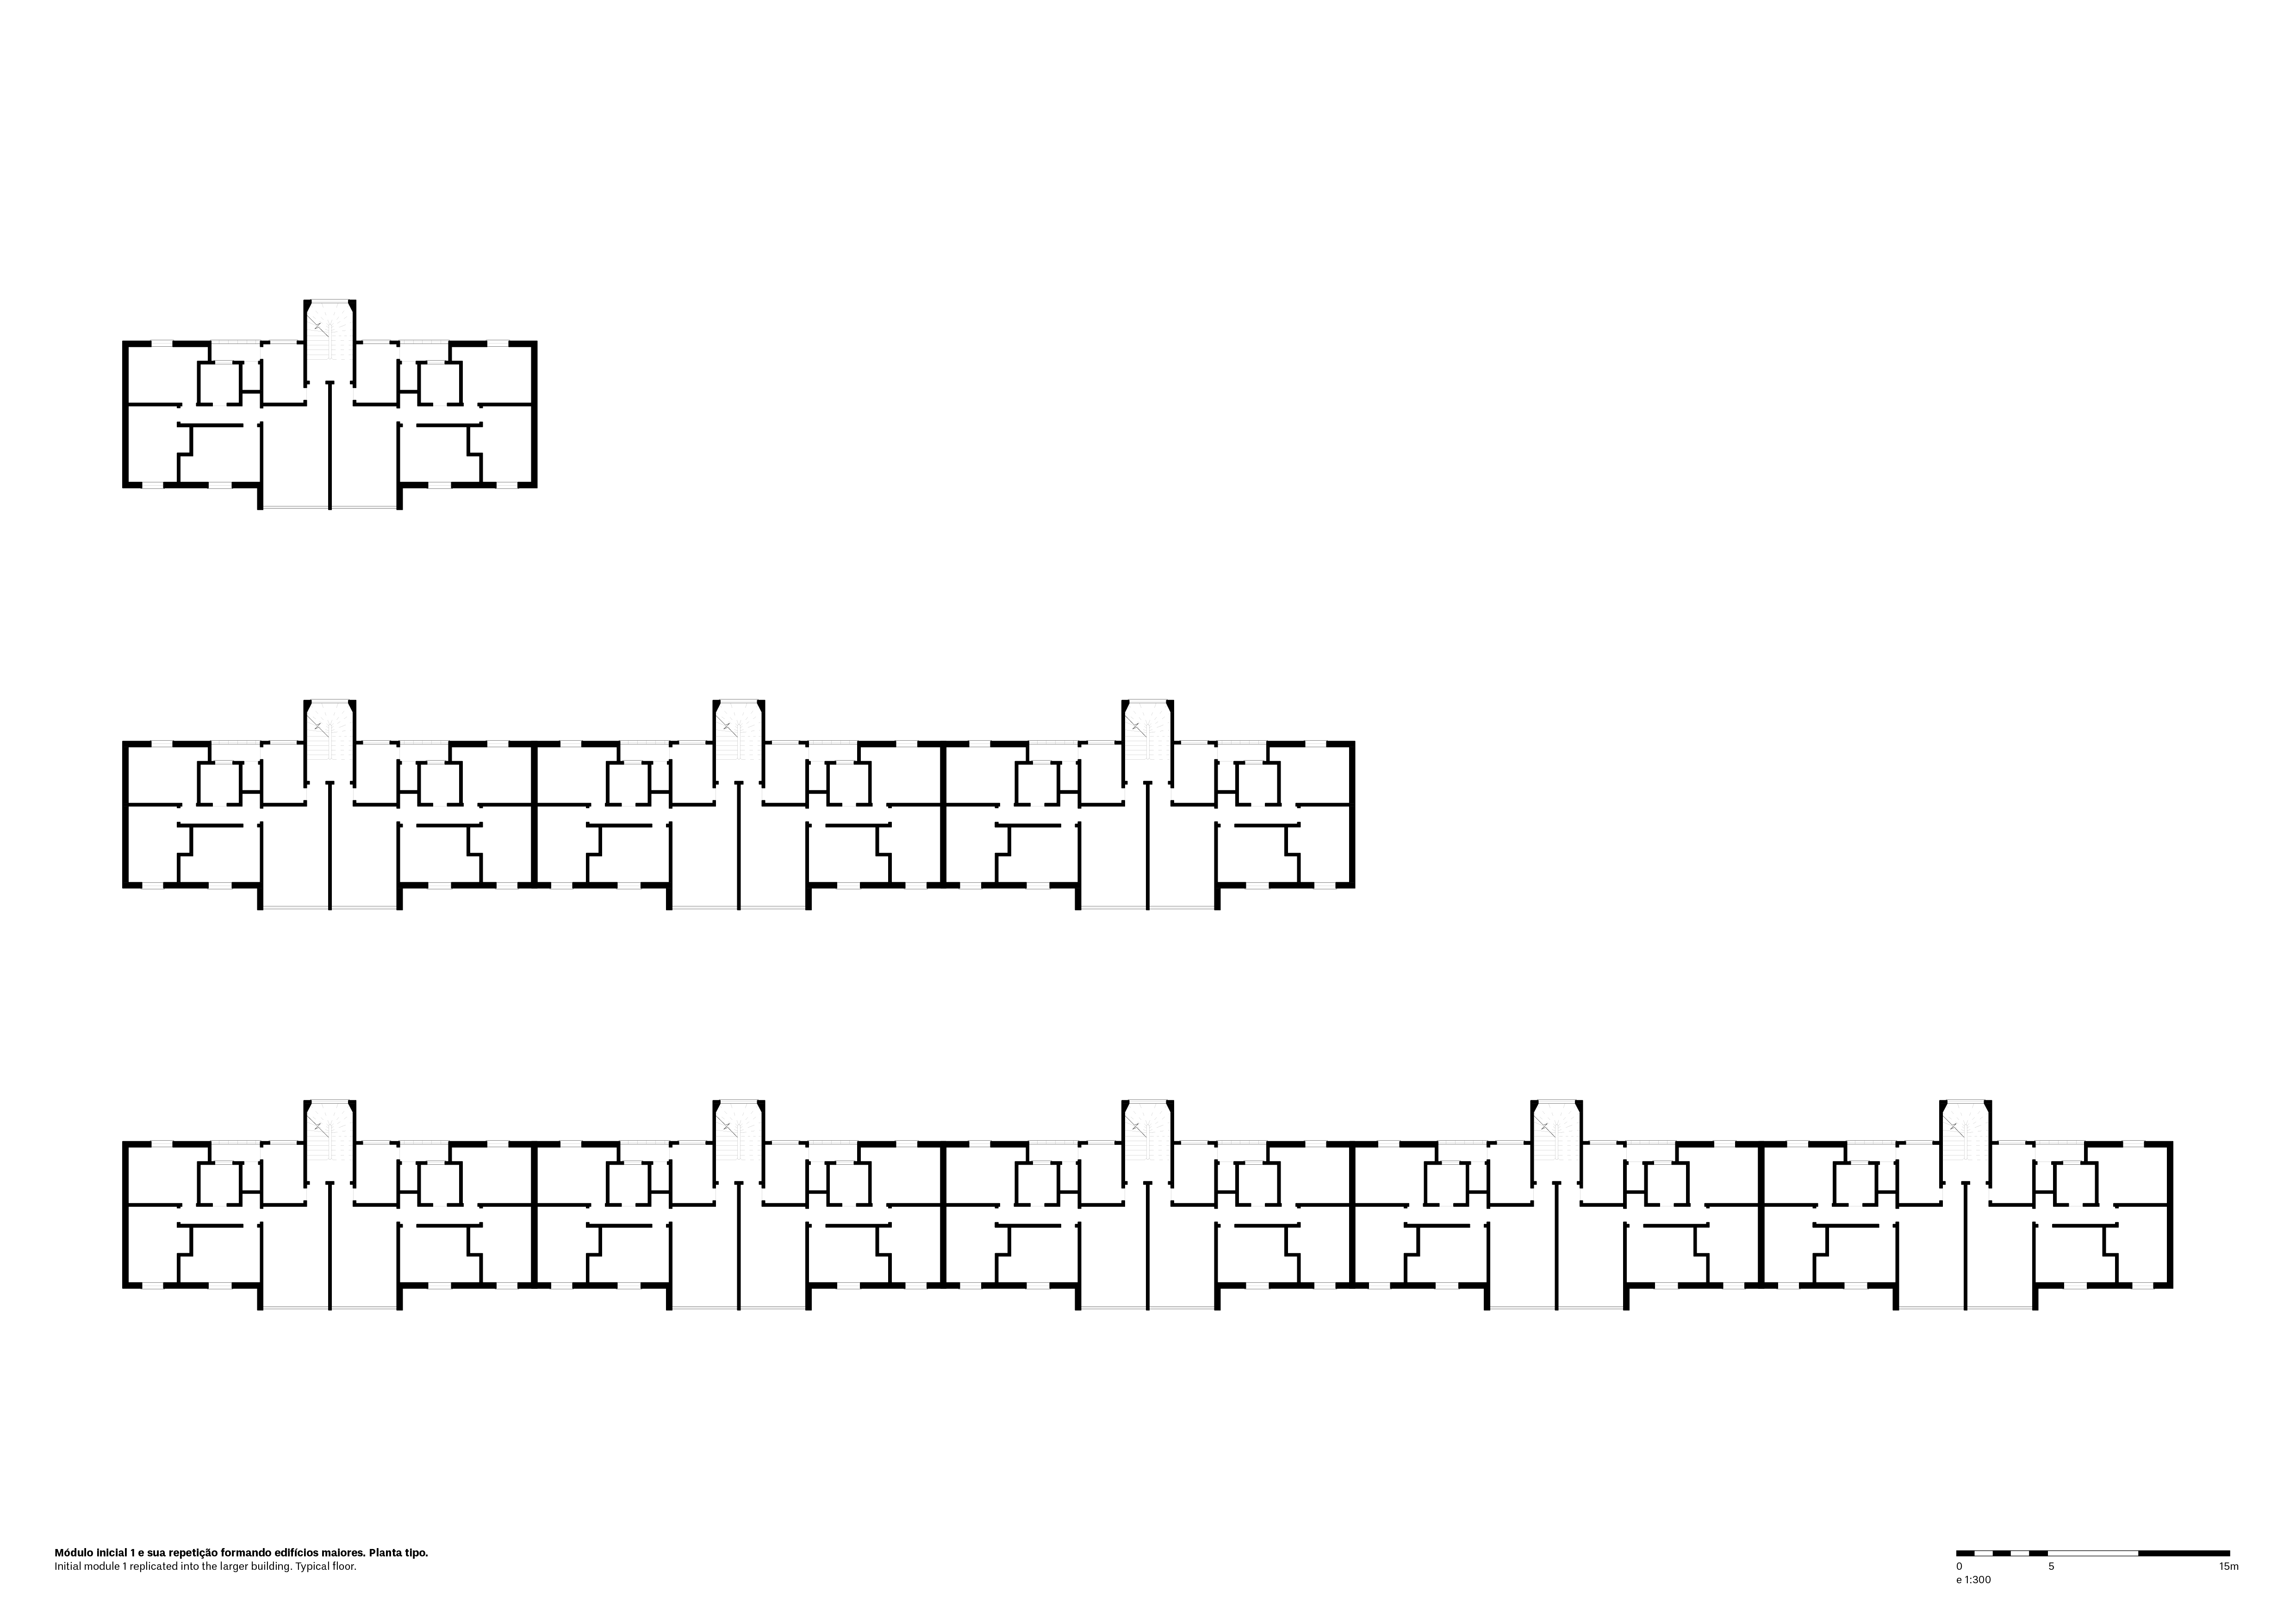 Módulo inicial 1 e sua repetição formando edifícios maiores. Planta tipo.
Initial module 1 replicated into the larger building. Typical floor.
0 5 15m
e 1:300